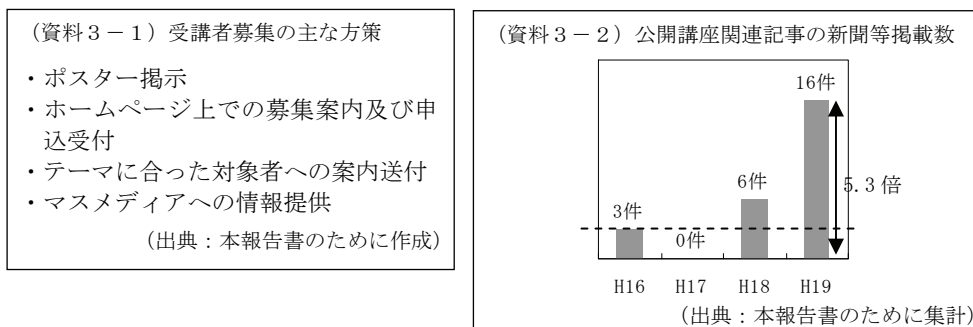 (資料3-1)受講者募集の主な方策
・ポスター掲示
・ホームページ上での募集案内及び申
込受付
・テーマに合った対象者への案内送付
・マスメディアへの情報提供
(出典:本報告書のために作成)
(資料3-2)公開講座関連記事の新聞等掲載数
16件
5.3倍
6件
3件
0件
H16 H17 H18 H19
(出典:本報告書のために集計)